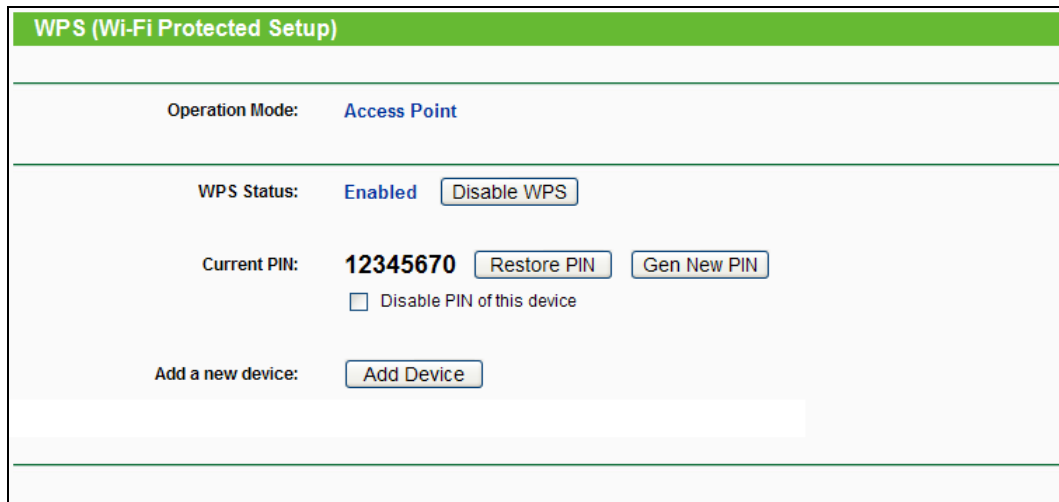 WPS (Wi-Fi Protected Setup)
Operation Mode: Access Point
WPS Status: Enabled Disable WPS
Current PIN: 12345670 Restore PIN Gen New PIN
Disable PIN of this device
Add a new device: Add Device